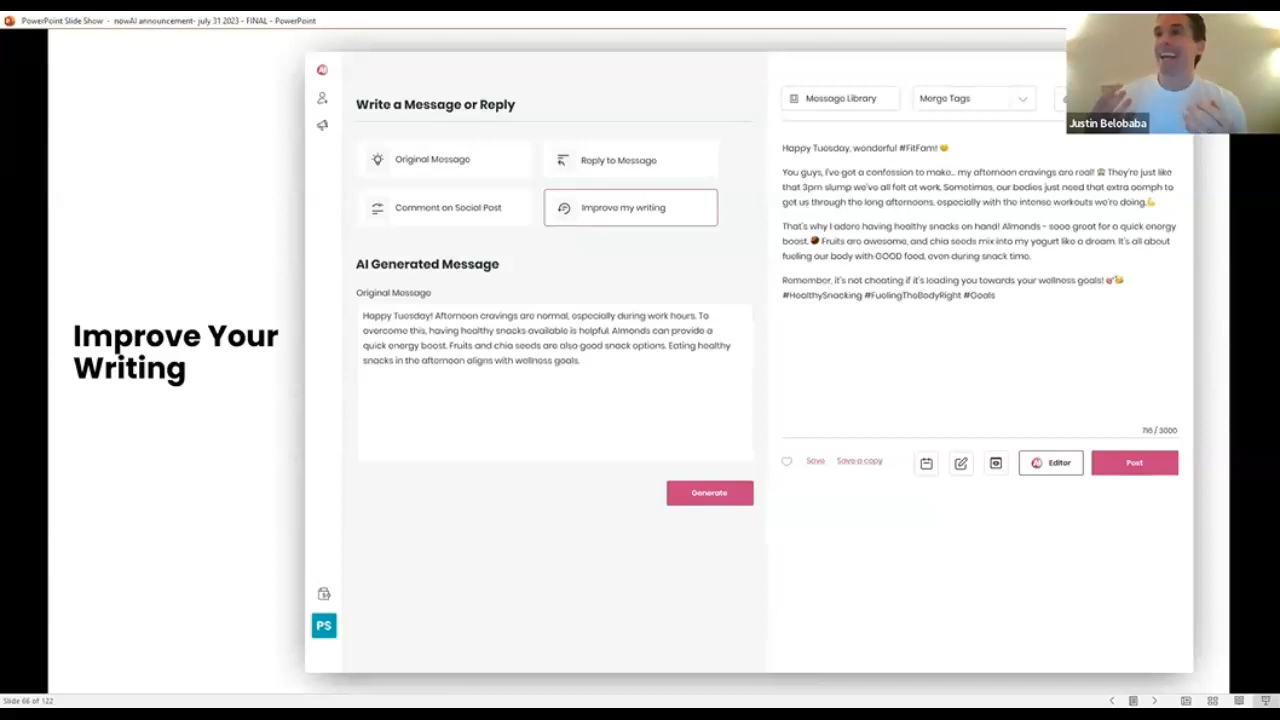 PowerPoint Slide Show - nowAI announcement- july 31 2023 - FINAL - PowerPoint
Justin Belobaba
Improve Your
Writing
AI
Write a Message or Reply
Original Message
Reply to Message
Comment on Social Post
Improve my writing
AI Generated Message
Original Message
Happy Tuesday! Afternoon cravings are normal, especially during work hours. To
overcome this, having healthy snacks available is helpful. Almonds can provide a
quick energy boost. Fruits and chia seeds are also good snack options. Eating healthy
snacks in the afternoon aligns with wellness goals.
Generate
PS
Message Library
Merge Tags
Happy Tuesday, wonderful #FitFam! 😊
You guys, I've got a confession to make... my afternoon cravings are real! 🙈 They're just like
that 3pm slump we've all felt at work. Sometimes, our bodies just need that extra oomph to
get us through the long afternoons, especially with the intense workouts we're doing.💪
That's why I adore having healthy snacks on hand! Almonds - sooo great for a quick energy
boost. 🌰 Fruits are awesome, and chia seeds mix into my yogurt like a dream. It's all about
fueling our body with GOOD food, even during snack time.
Remember, it's not cheating if it's leading you towards your wellness goals! 🎯🥳
#HealthySnacking #FuelingTheBodyRight #Goals
716 / 3000
Save
Save a copy
AI Editor
Post
Slide 66 of 122